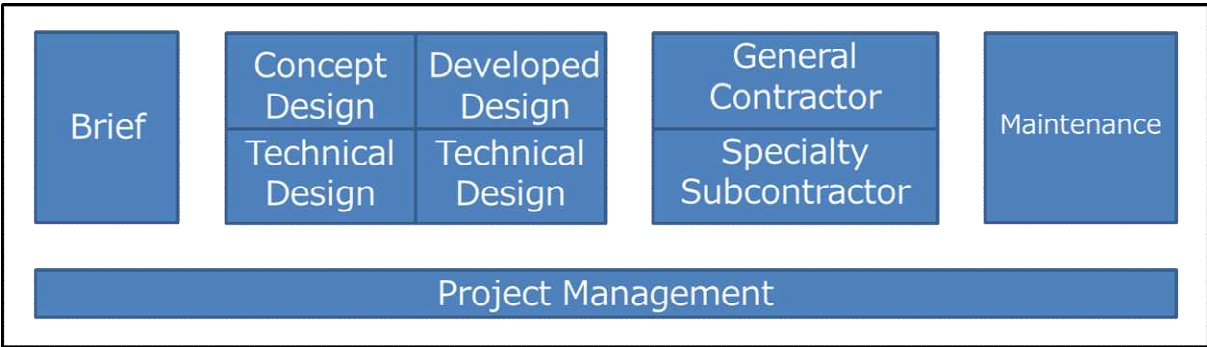 Brief
Concept
Design
Developed
Design
Technical
Design
Technical
Design
General
Contractor
Specialty
Subcontractor
Maintenance
Project Management